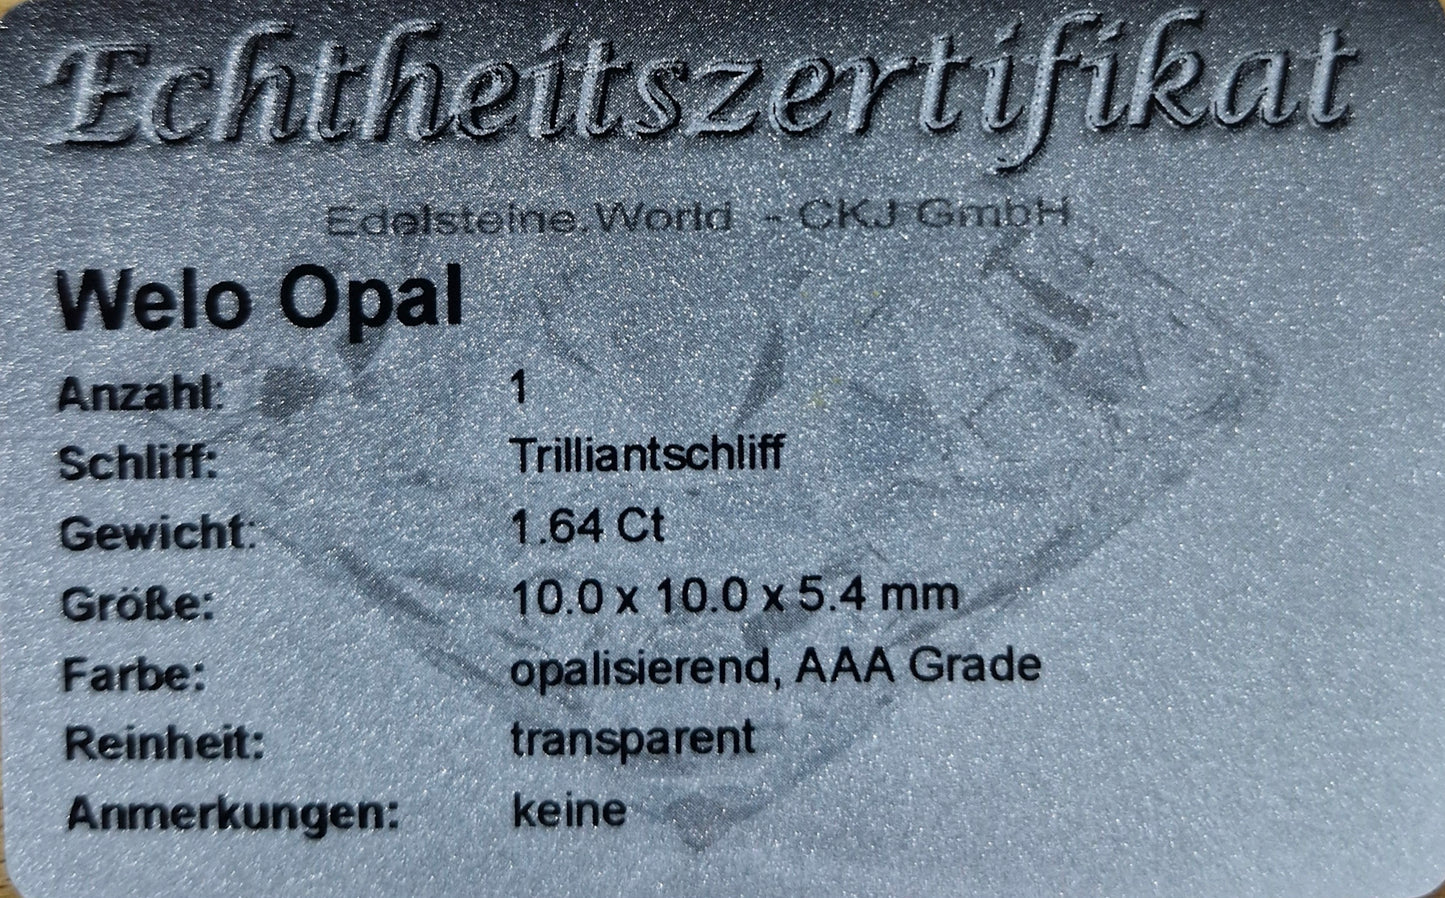 Echtheitszertifikat
Edelsteine.World - CKJ GmbH
Welo Opal
Anzahl: 1
Schliff: Trilliantschliff
Gewicht: 1.64 Ct
Größe: 10.0 x 10.0 x 5.4 mm
Farbe: opalisierend, AAA Grade
Reinheit: transparent
Anmerkungen: keine